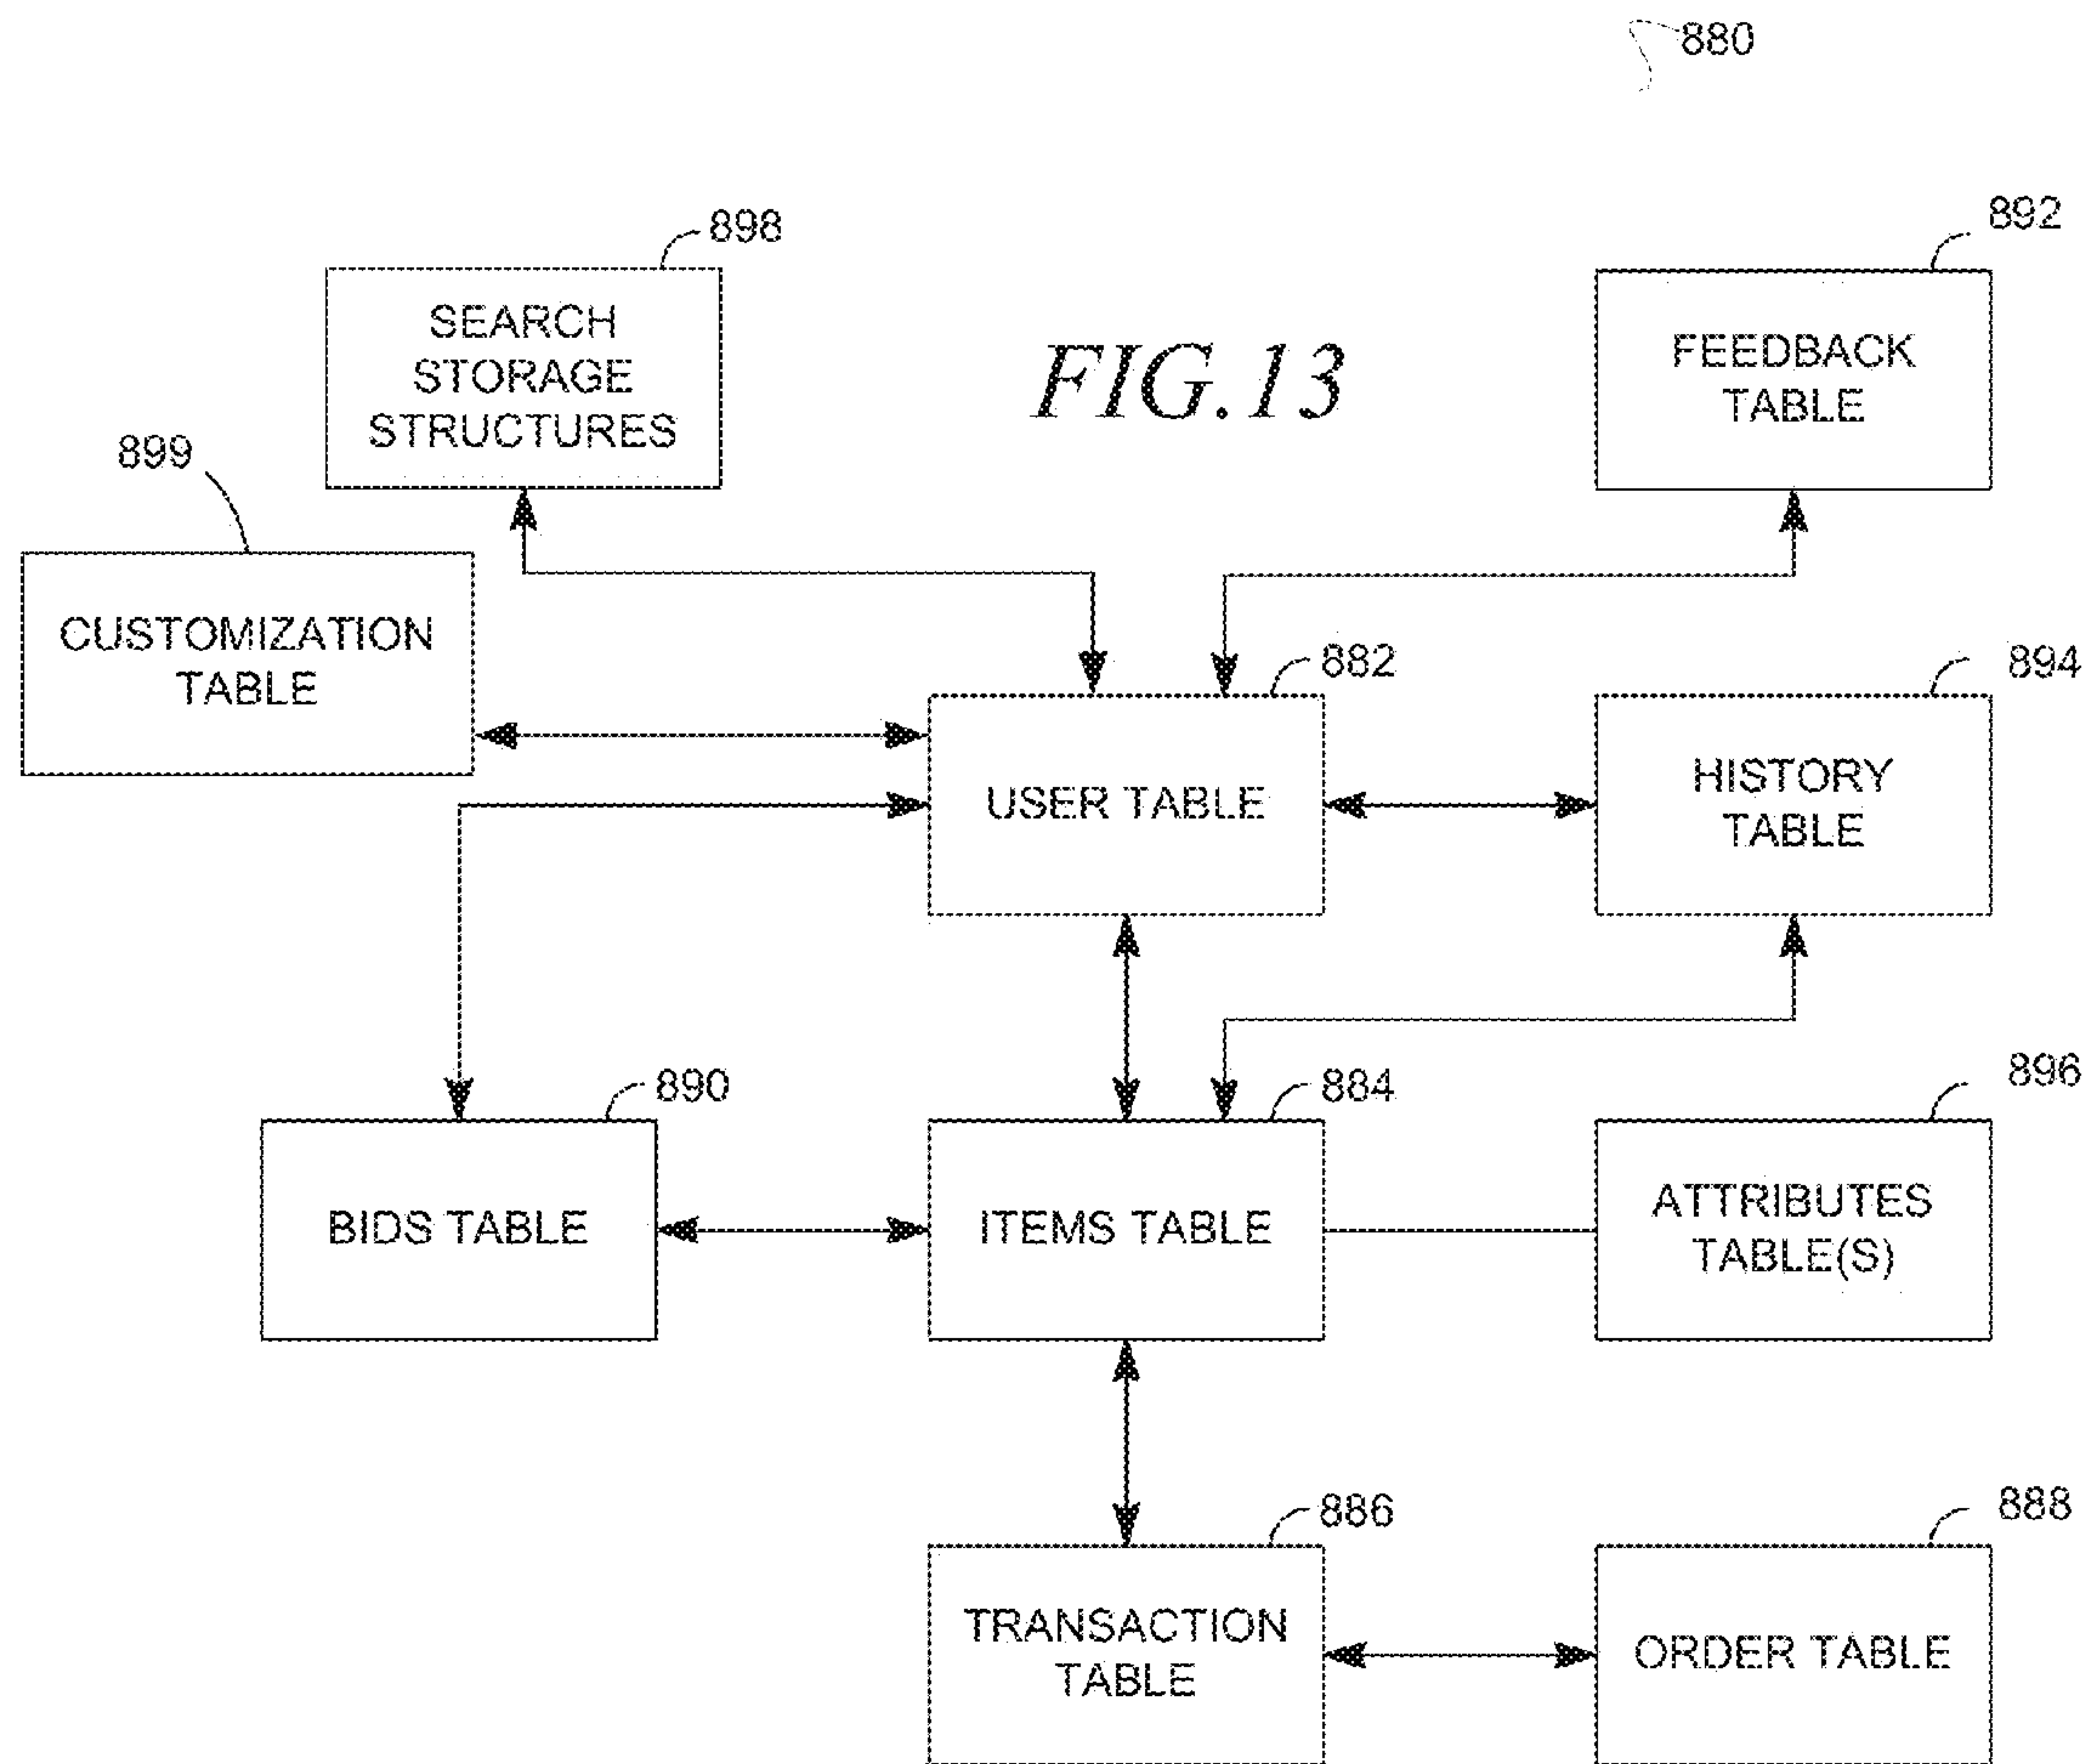 880
898
892
SEARCH
STORAGE
STRUCTURES
FIG.13
FEEDBACK
TABLE
899
CUSTOMIZATION
TABLE
882
894
USER TABLE
HISTORY
TABLE
890
884
896
BIDS TABLE
ITEMS TABLE
ATTRIBUTES
TABLE(S)
886
888
TRANSACTION
TABLE
ORDER TABLE